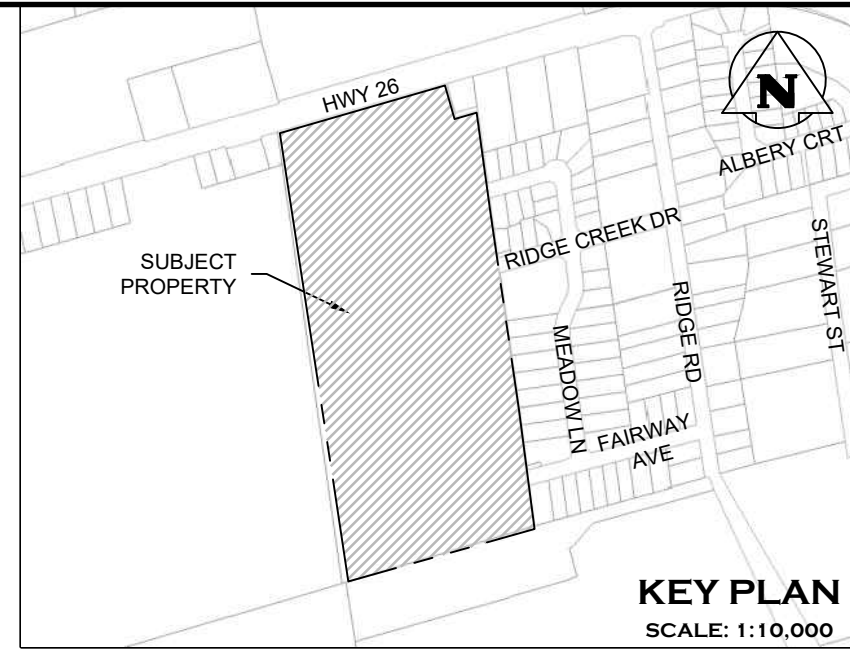 HWY 26
N
ALBERY CRT
RIDGE CREEK DR
STEWART ST
SUBJECT
PROPERTY
RIDGE RD
MEADOW LN
FAIRWAY
AVE
KEY PLAN
SCALE: 1:10,000